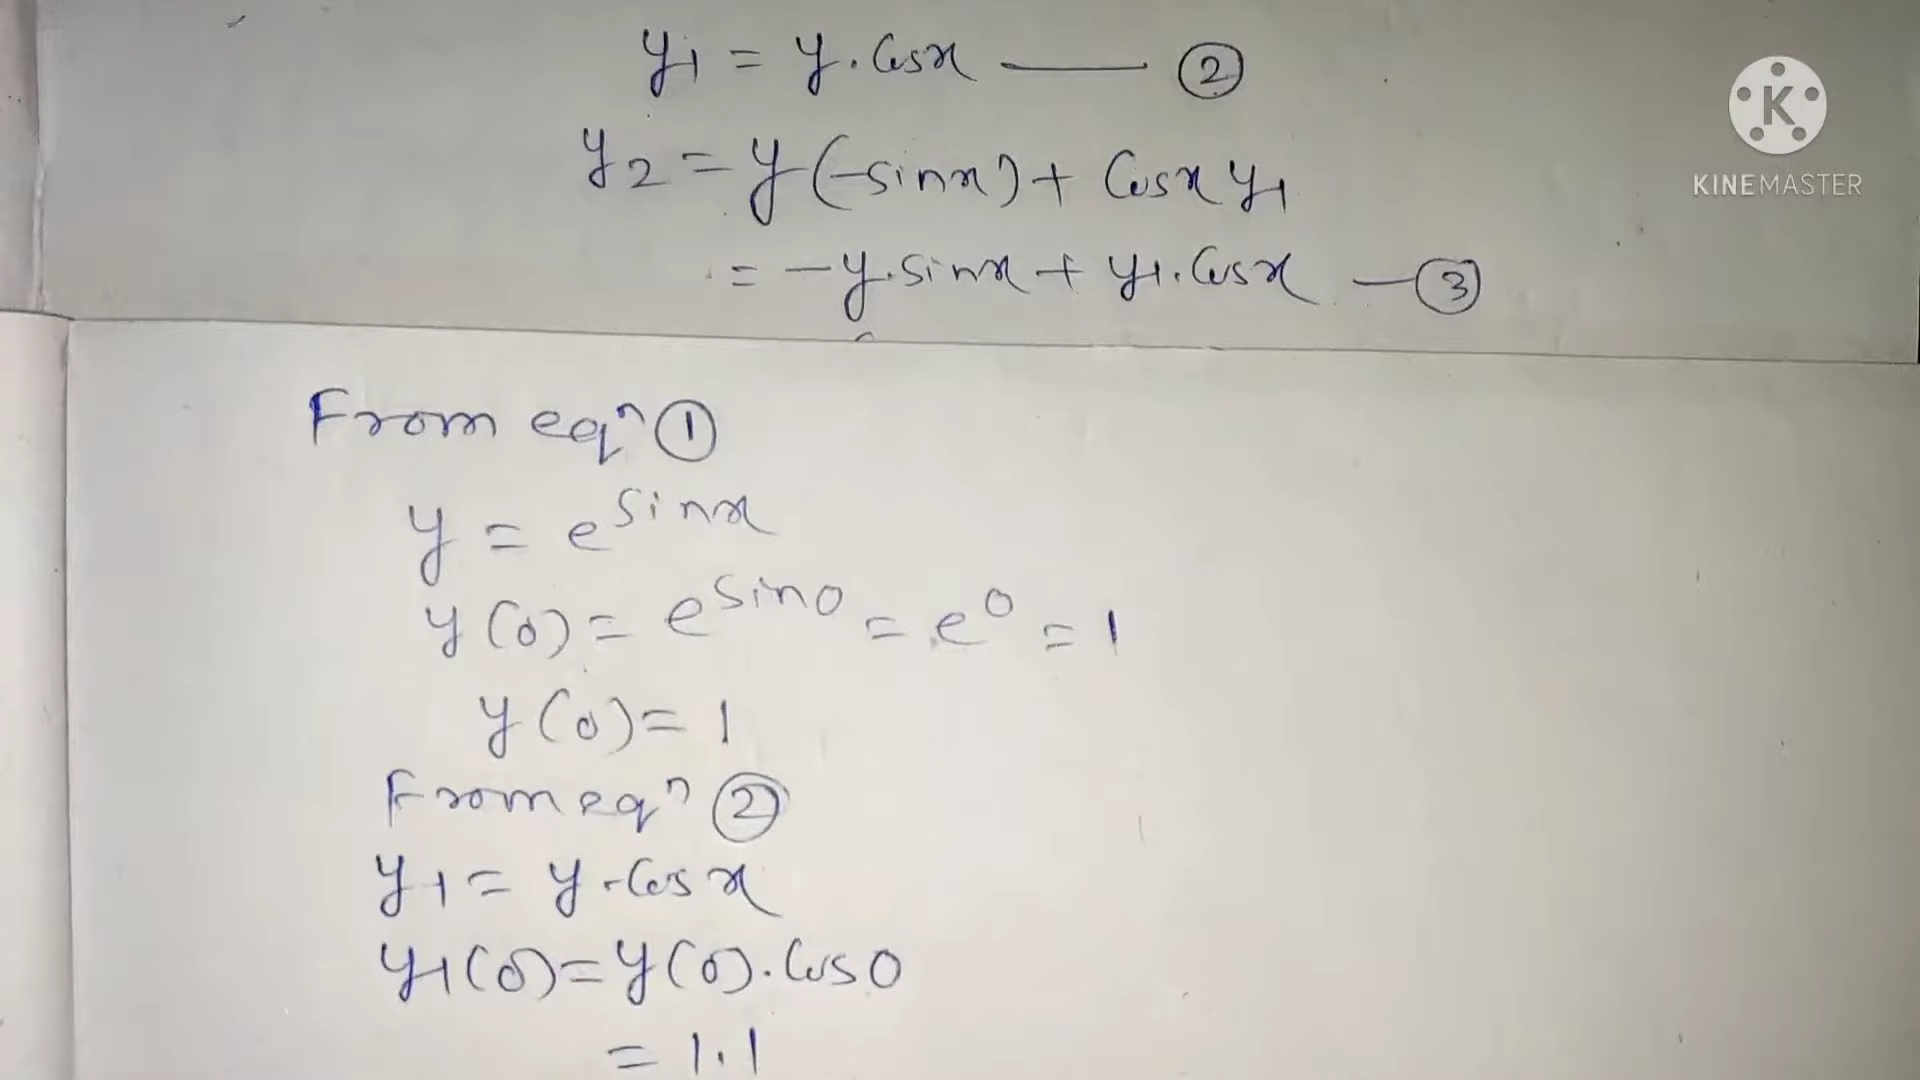 y1 = y.cosx —— ②
K
KINEMASTER
y2 = y(-sinx) + cosx y1
= -y.sinx + y1.cosx —③
From eqⁿ ①
y = e^sinx
y(0) = e^sin0 = e^0 = 1
y(0) = 1
From eqⁿ ②
y1 = y.cosx
y1(0) = y(0).cos0
= 1.1